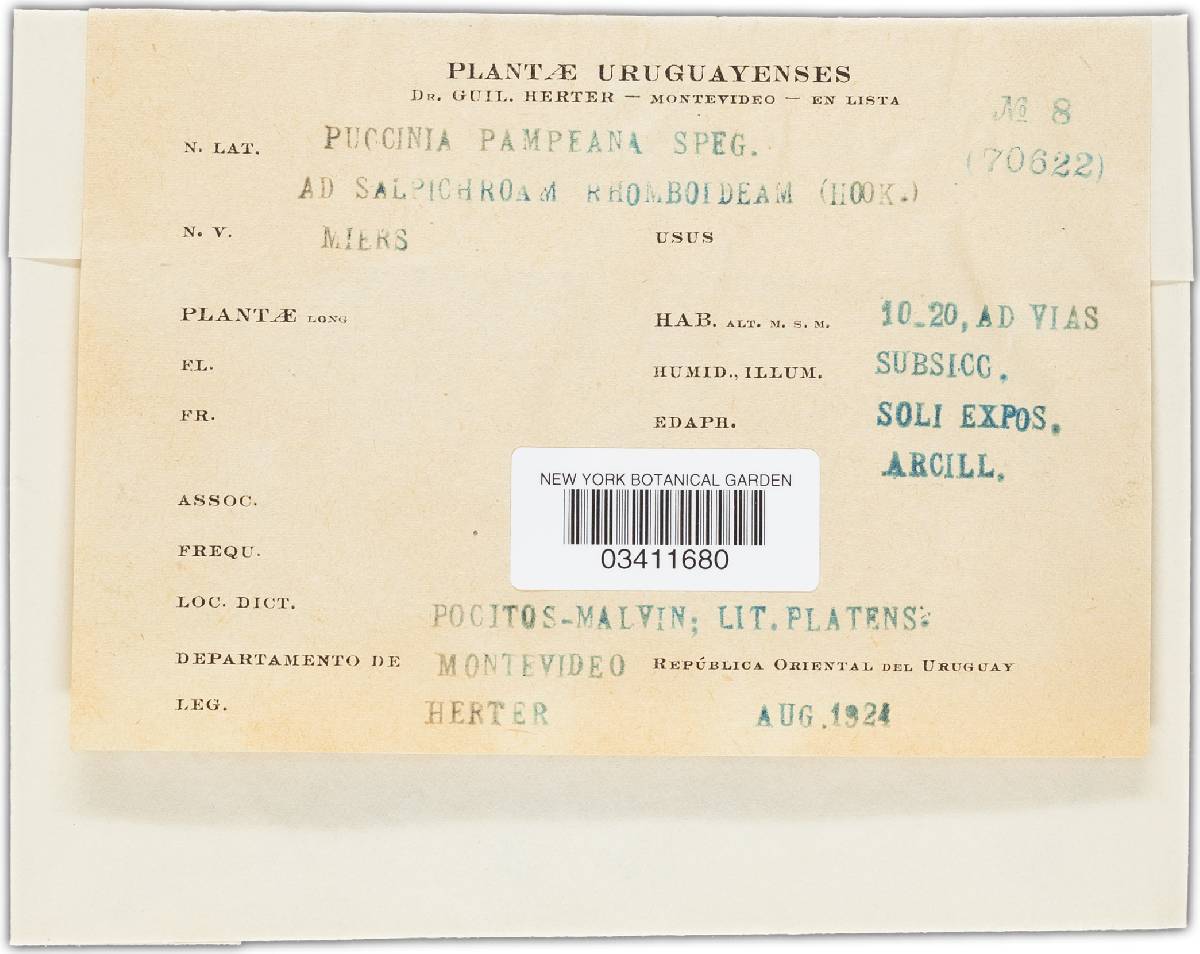 PLANTÆ URUGUAYENSES
DR. GUIL. HERTER — MONTEVIDEO — EN LISTA
№ 8
N. LAT. PUCCINIA PAMPEANA SPEG. (70622)
AD SALPICHROAM RHOMBOIDEAM (HOOK.)
N. V. MIERS USUS
PLANTÆ LONG HAB. ALT. M. S. M. 10-20, AD VIAS
FL. HUMID., ILLUM. SUBSICC.
FR. EDAPH. SOLI EXPOS.
ARCILL.
NEW YORK BOTANICAL GARDEN
03411680
ASSOC.
FREQU.
LOC. DICT. POCITOS-MALVIN; LIT. PLATENS.
DEPARTAMENTO DE MONTEVIDEO REPÚBLICA ORIENTAL DEL URUGUAY
LEG. HERTER AUG. 1924